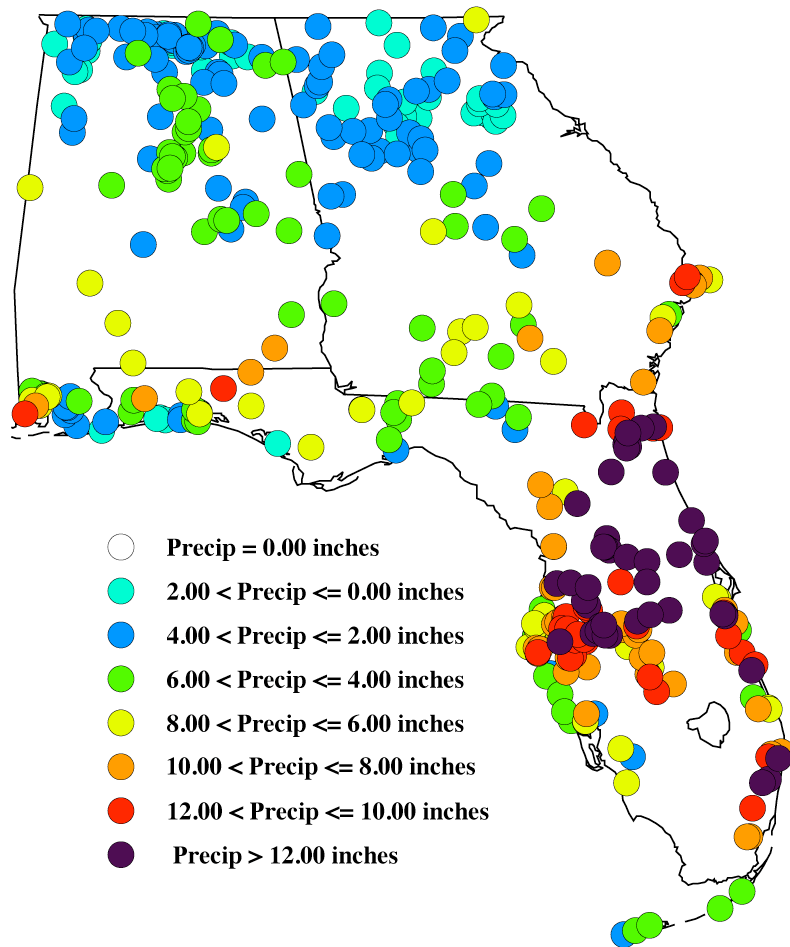 Precip = 0.00 inches
2.00 < Precip <= 0.00 inches
4.00 < Precip <= 2.00 inches
6.00 < Precip <= 4.00 inches
8.00 < Precip <= 6.00 inches
10.00 < Precip <= 8.00 inches
12.00 < Precip <= 10.00 inches
Precip > 12.00 inches